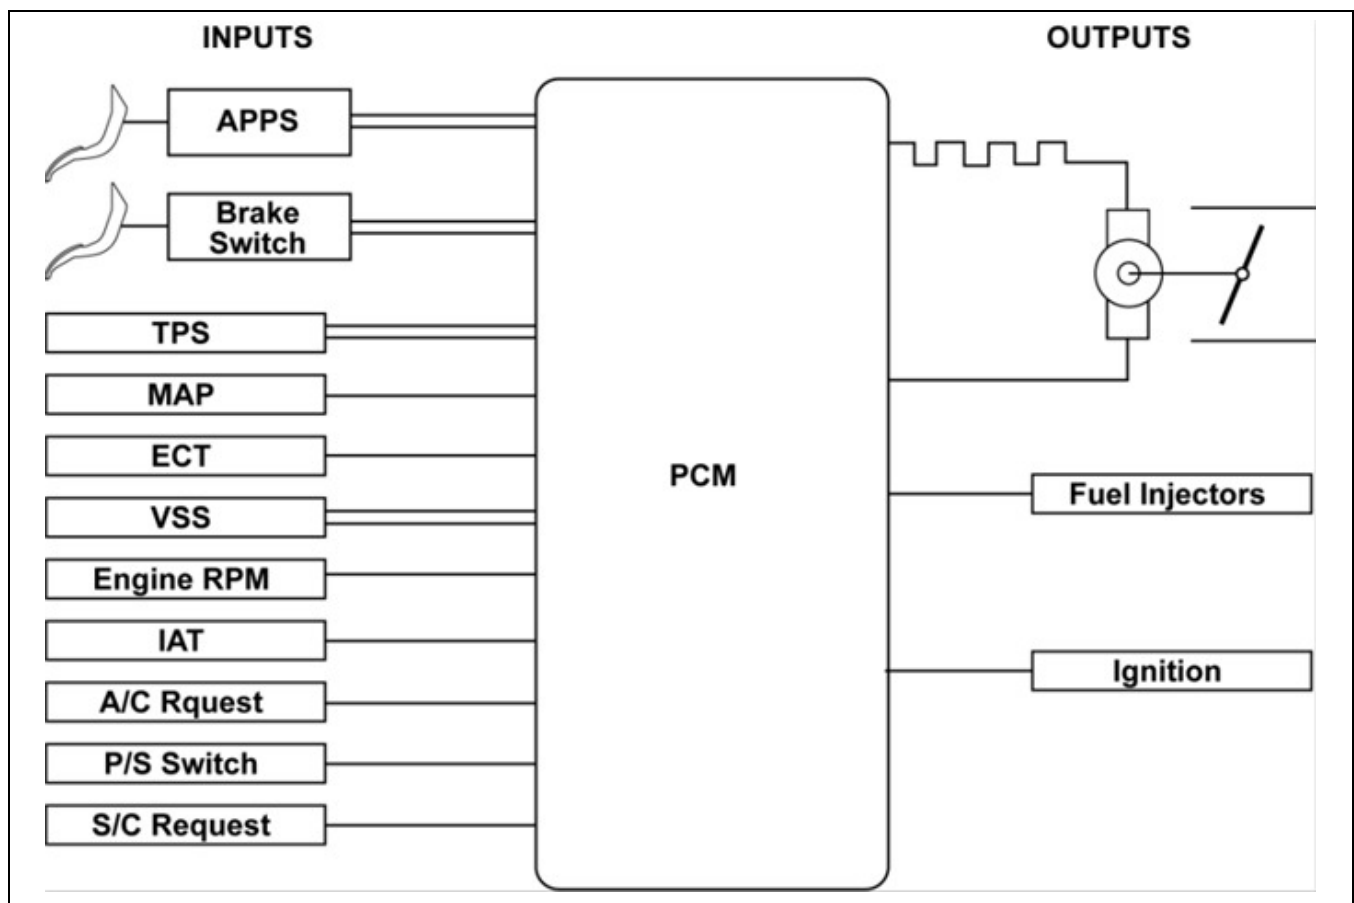 INPUTS
OUTPUTS
APPS
Brake
Switch
TPS
MAP
ECT
VSS
Engine RPM
IAT
A/C Rquest
P/S Switch
S/C Request
PCM
Fuel Injectors
Ignition